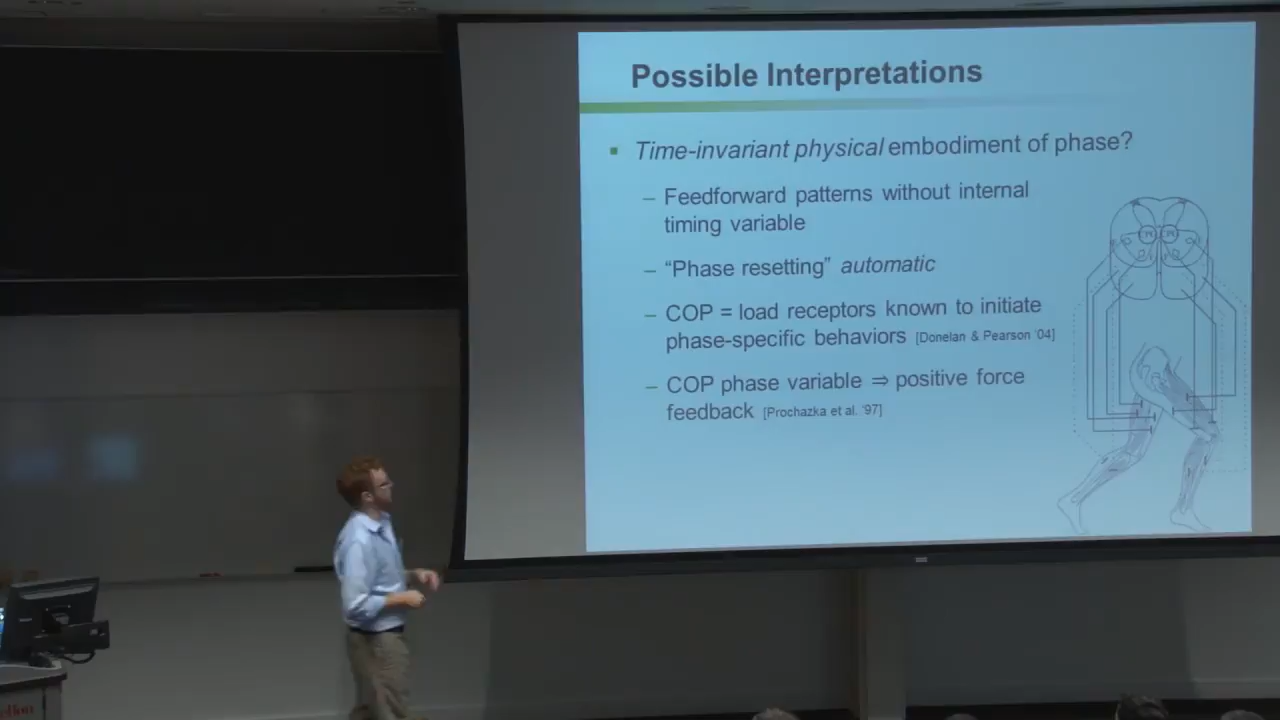 Possible Interpretations
Time-invariant physical embodiment of phase?
– Feedforward patterns without internal
timing variable
– “Phase resetting” automatic
– COP = load receptors known to initiate
phase-specific behaviors [Donelan & Pearson '04]
– COP phase variable ⇒ positive force
feedback [Prochazka et al. '97]